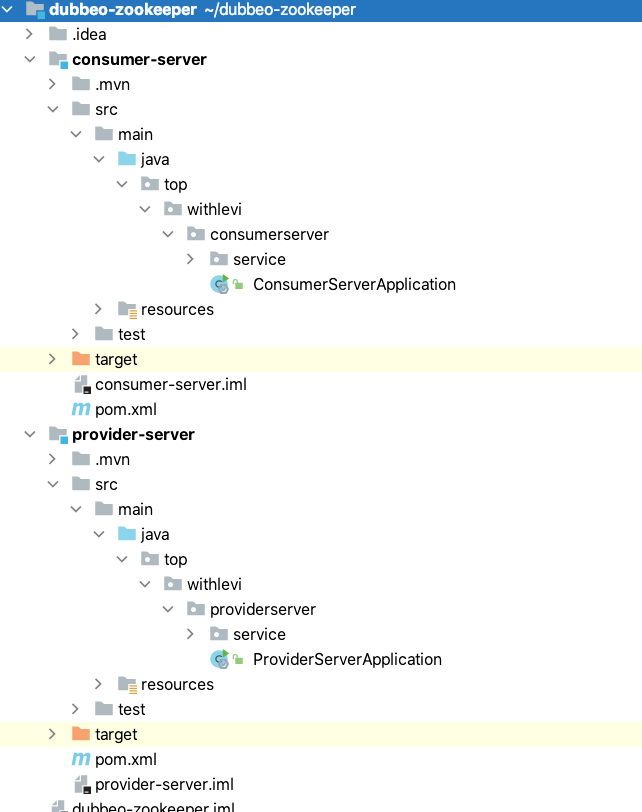 dubbeo-zookeeper ~/dubbeo-zookeeper
.idea
consumer-server
.mvn
src
main
java
top
withlevi
consumerserver
service
ConsumerServerApplication
resources
test
target
consumer-server.iml
pom.xml
provider-server
.mvn
src
main
java
top
withlevi
providerserver
service
ProviderServerApplication
resources
test
target
pom.xml
provider-server.iml
dubbeo-zookeeper.iml